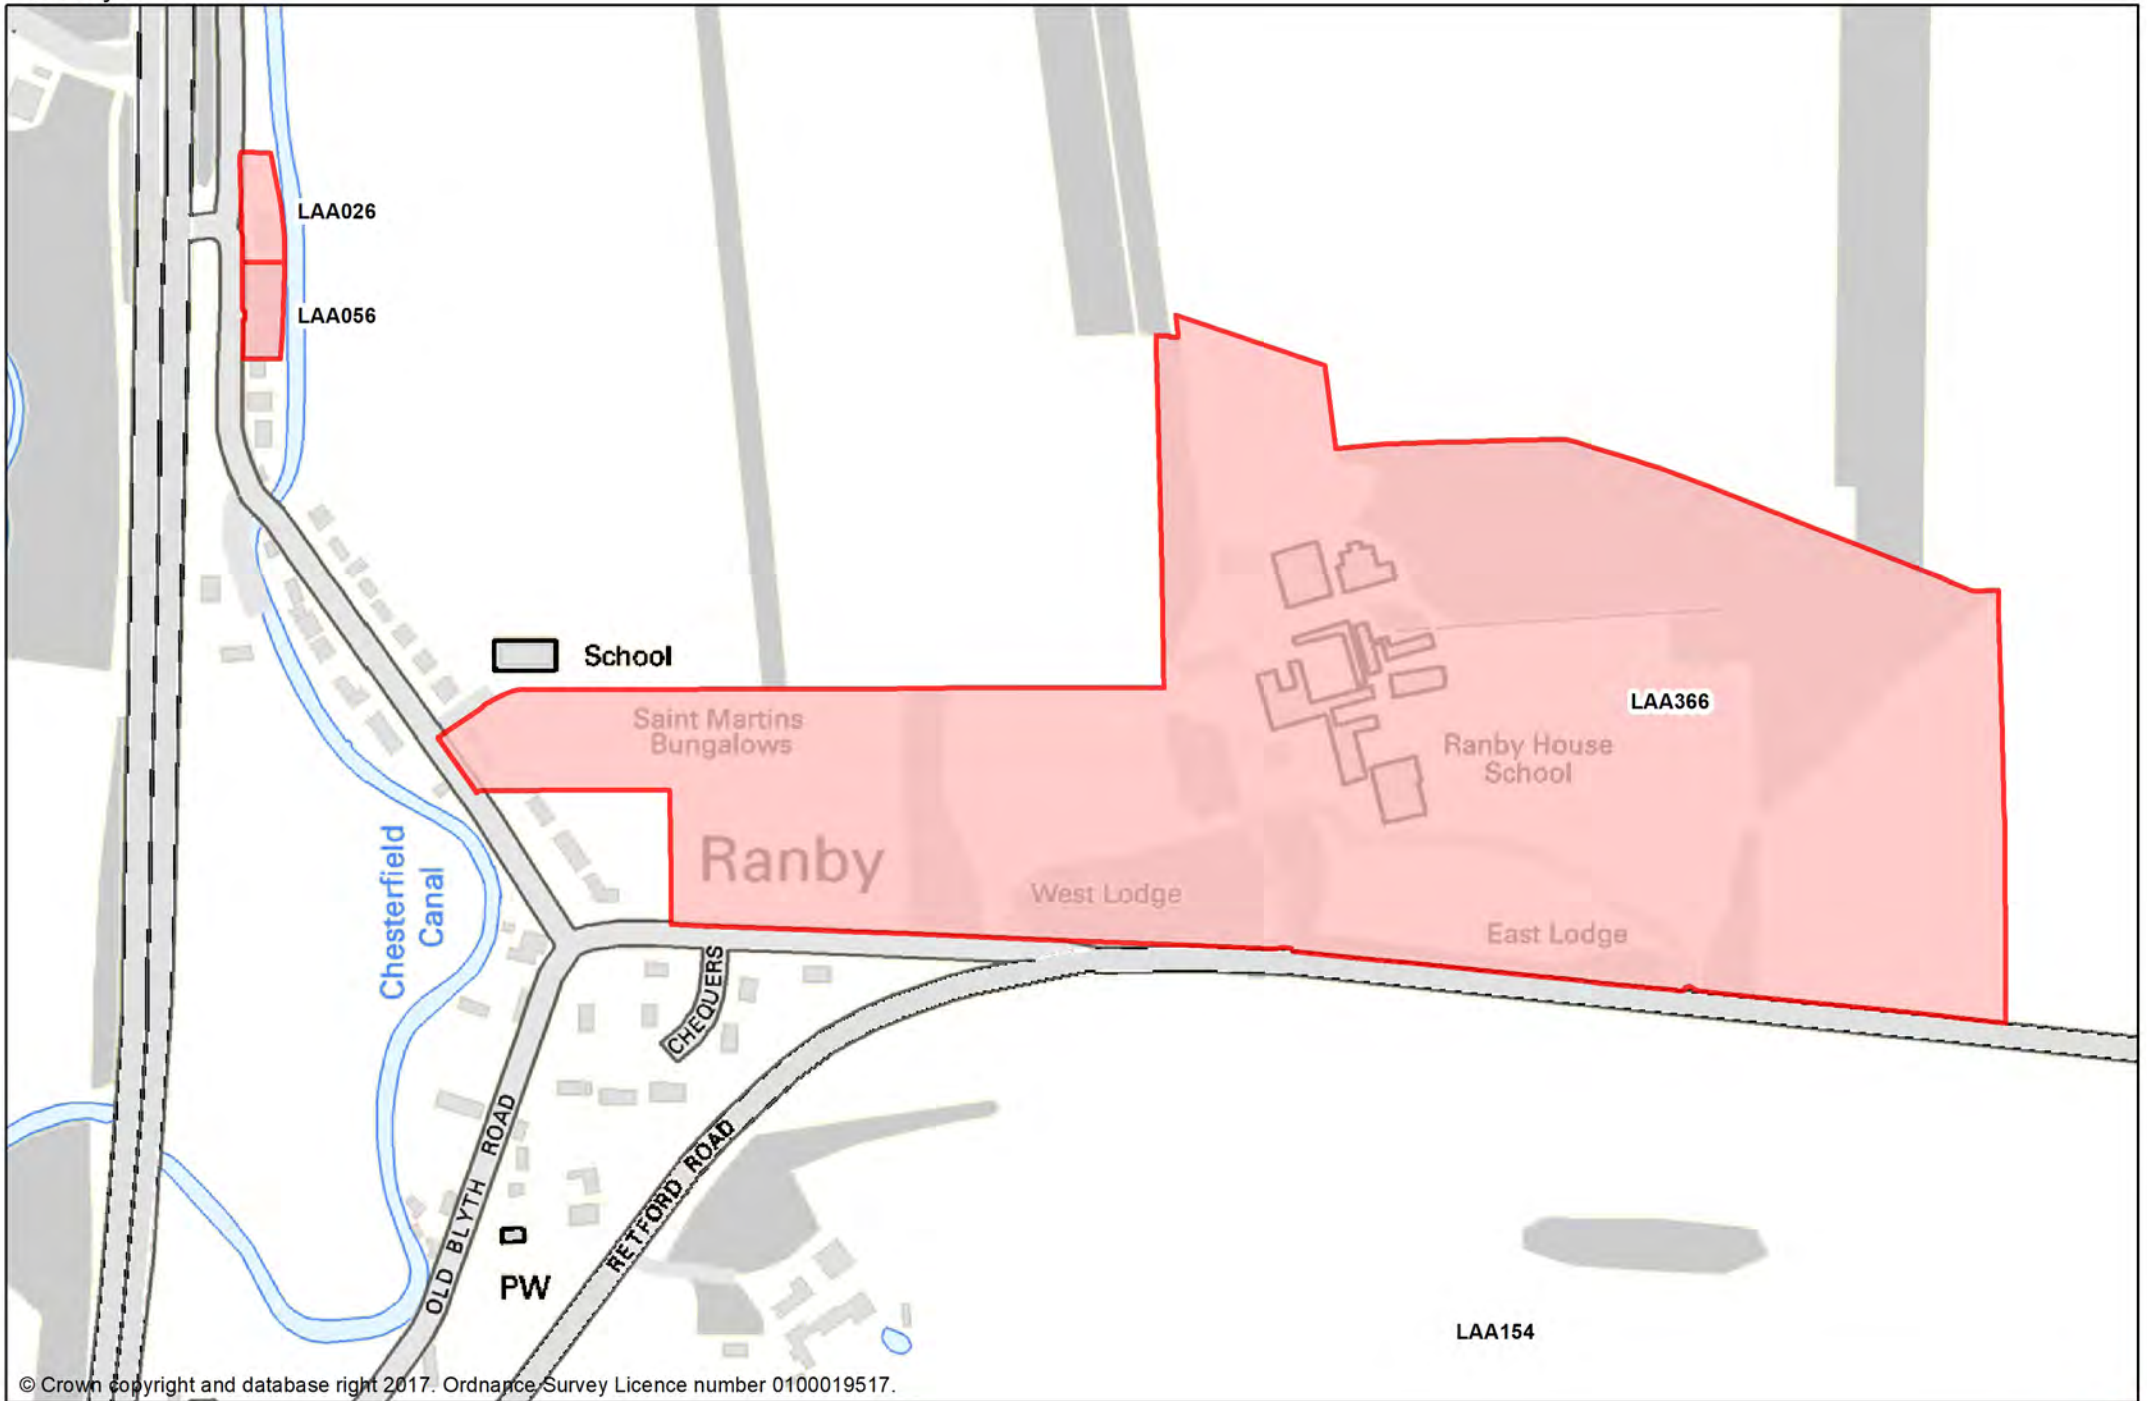 LAA026
LAA056
School
Saint Martins
Bungalows
LAA366
Ranby House
School
Ranby
West Lodge
East Lodge
Chesterfield
Canal
CHEQUERS
OLD BLYTH ROAD
RETFORD ROAD
PW
LAA154
© Crown copyright and database right 2017. Ordnance Survey Licence number 0100019517.